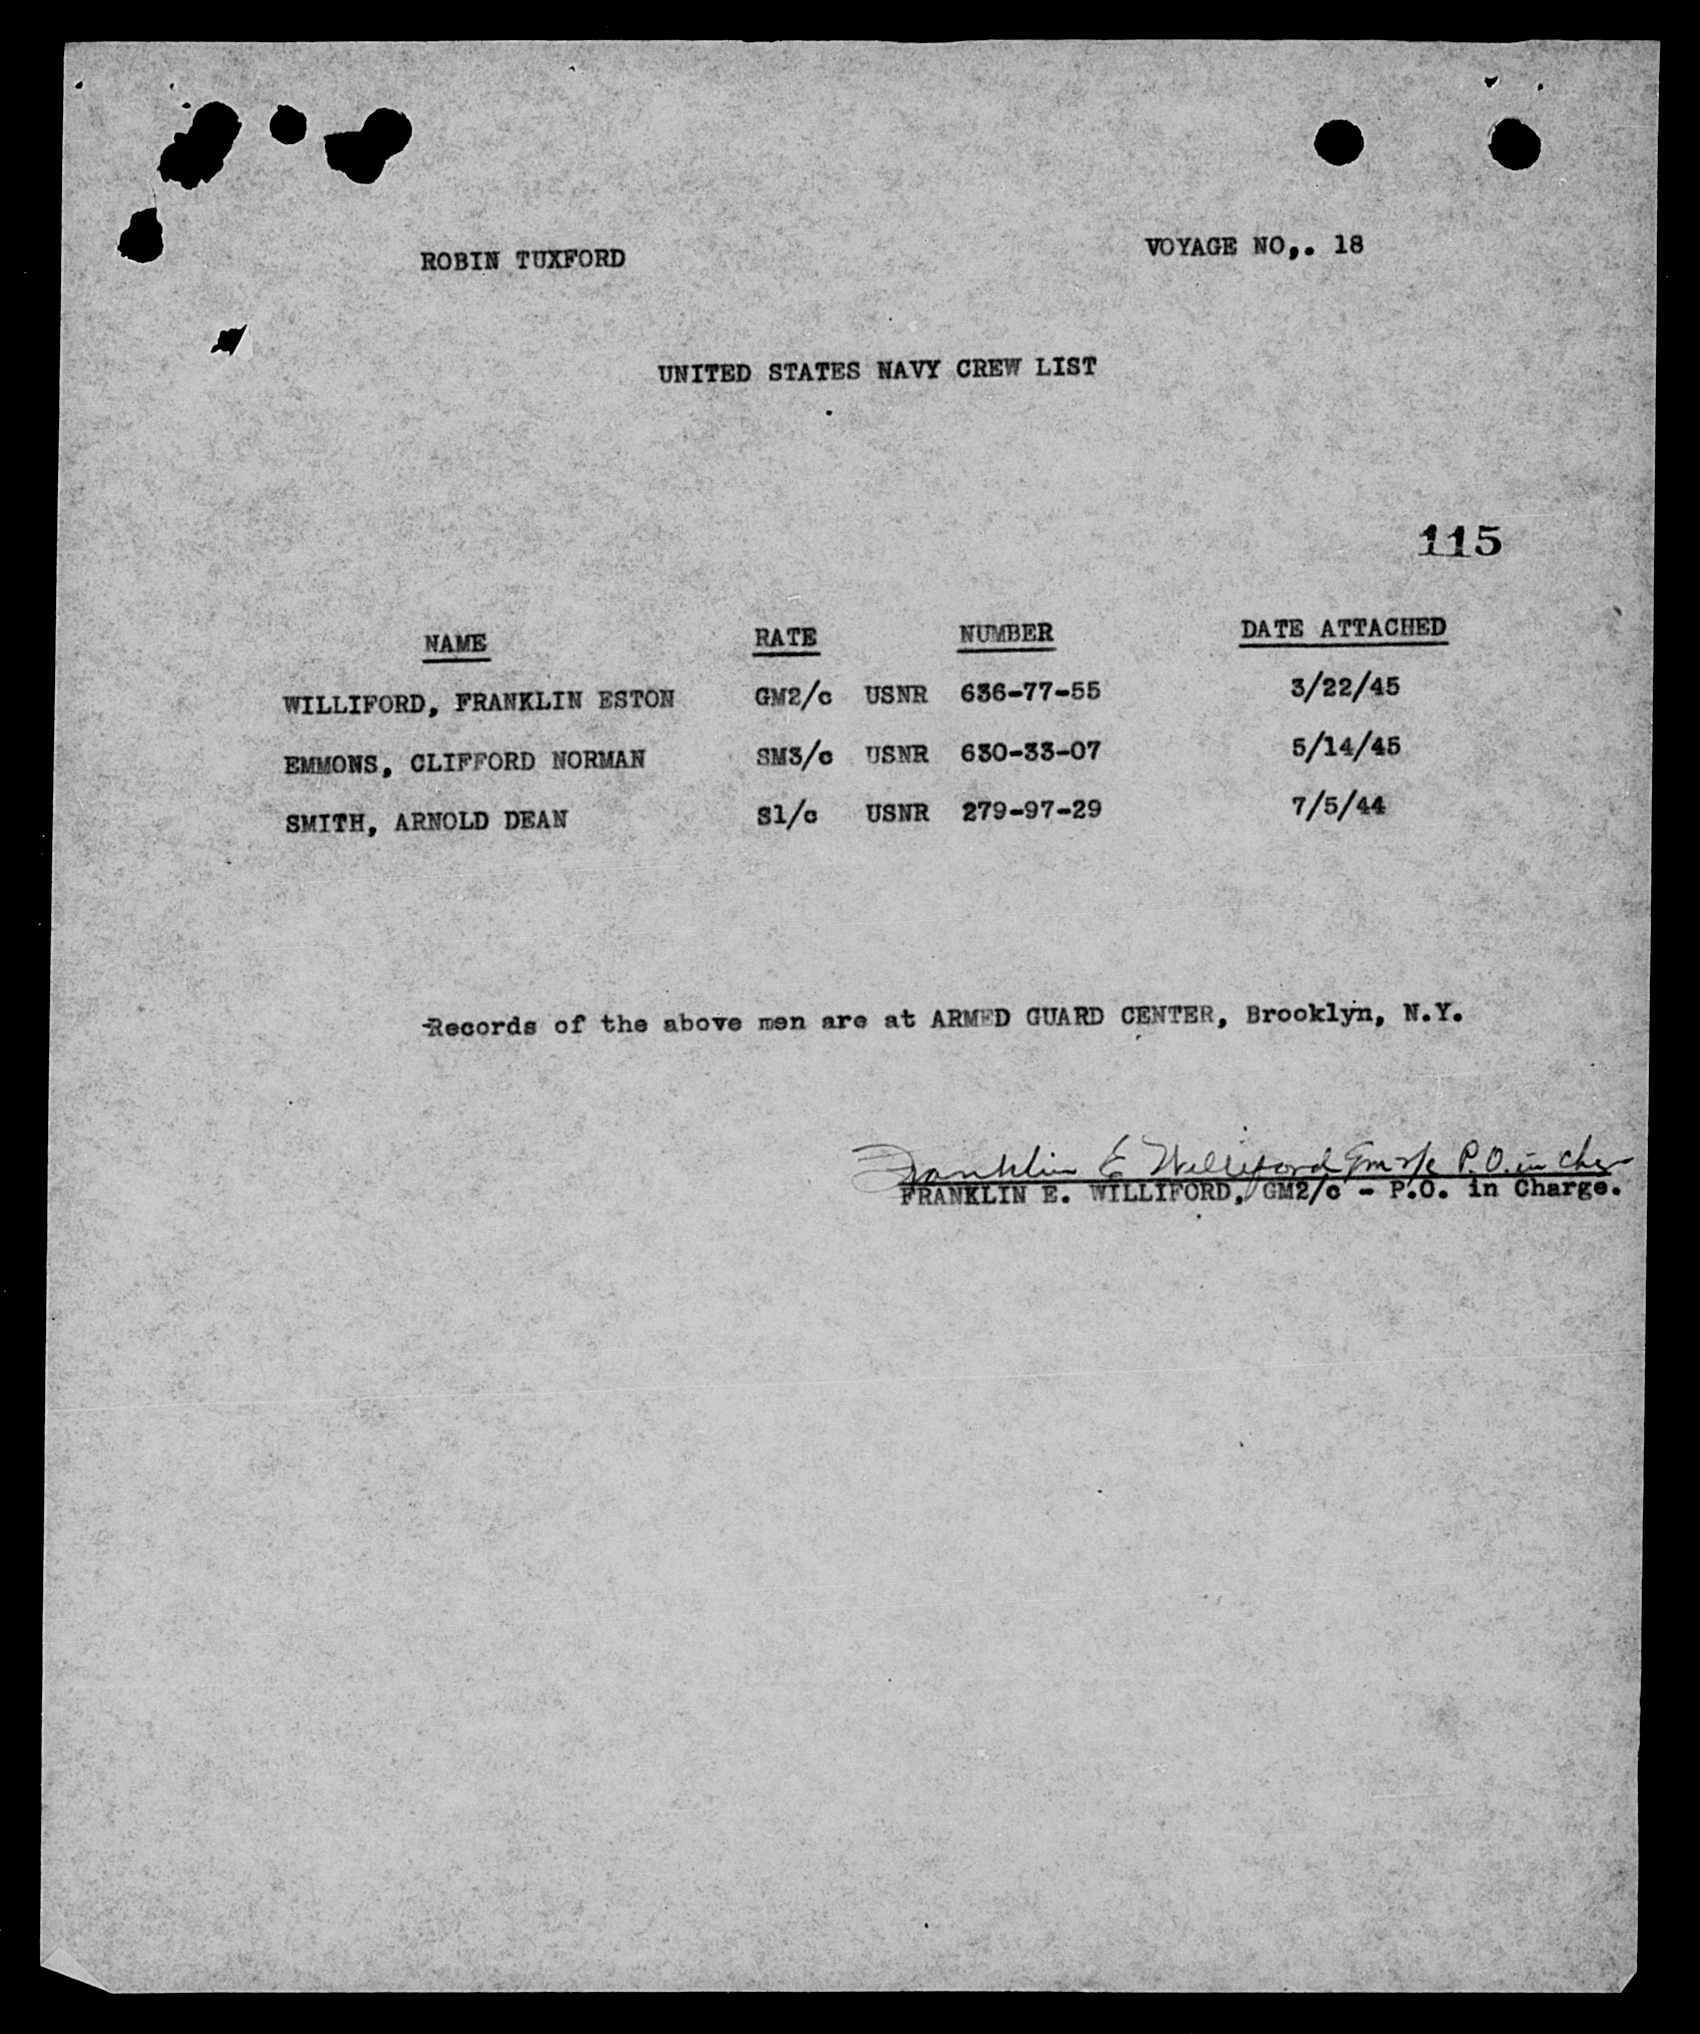 ROBIN TUXFORD VOYAGE NO,. 18
UNITED STATES NAVY CREW LIST
115
NAME RATE NUMBER DATE ATTACHED
WILLIFORD, FRANKLIN ESTON GM2/c USNR 636-77-55 3/22/45
EMMONS, CLIFFORD NORMAN SM3/c USNR 630-33-07 5/14/45
SMITH, ARNOLD DEAN S1/c USNR 279-97-29 7/5/44
-Records of the above men are at ARMED GUARD CENTER, Brooklyn, N.Y.
Franklin E Williford Gm2/c P.O. in Chg
FRANKLIN E. WILLIFORD, GM2/c - P.O. in Charge.